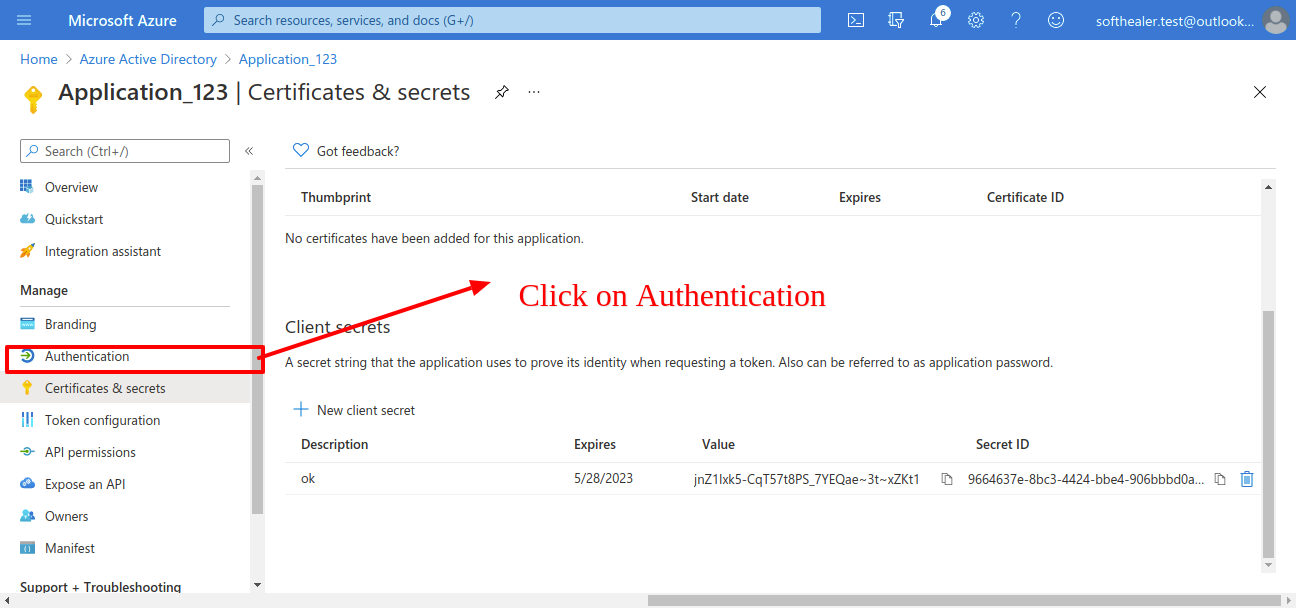 Microsoft Azure
Search resources, services, and docs (G+/)
6
softhealer.test@outlook...
Home > Azure Active Directory > Application_123
Application_123 | Certificates & secrets
Search (Ctrl+/)
Got feedback?
Overview
Quickstart
Integration assistant
Manage
Branding
Authentication
Certificates & secrets
Token configuration
API permissions
Expose an API
Owners
Manifest
Support + Troubleshooting
Thumbprint Start date Expires Certificate ID
No certificates have been added for this application.
Click on Authentication
Client secrets
A secret string that the application uses to prove its identity when requesting a token. Also can be referred to as application password.
New client secret
Description Expires Value Secret ID
ok 5/28/2023 jnZ1lxk5-CqT57t8PS_7YEQae~3t~xZKt1 9664637e-8bc3-4424-bbe4-906bbbd0a...